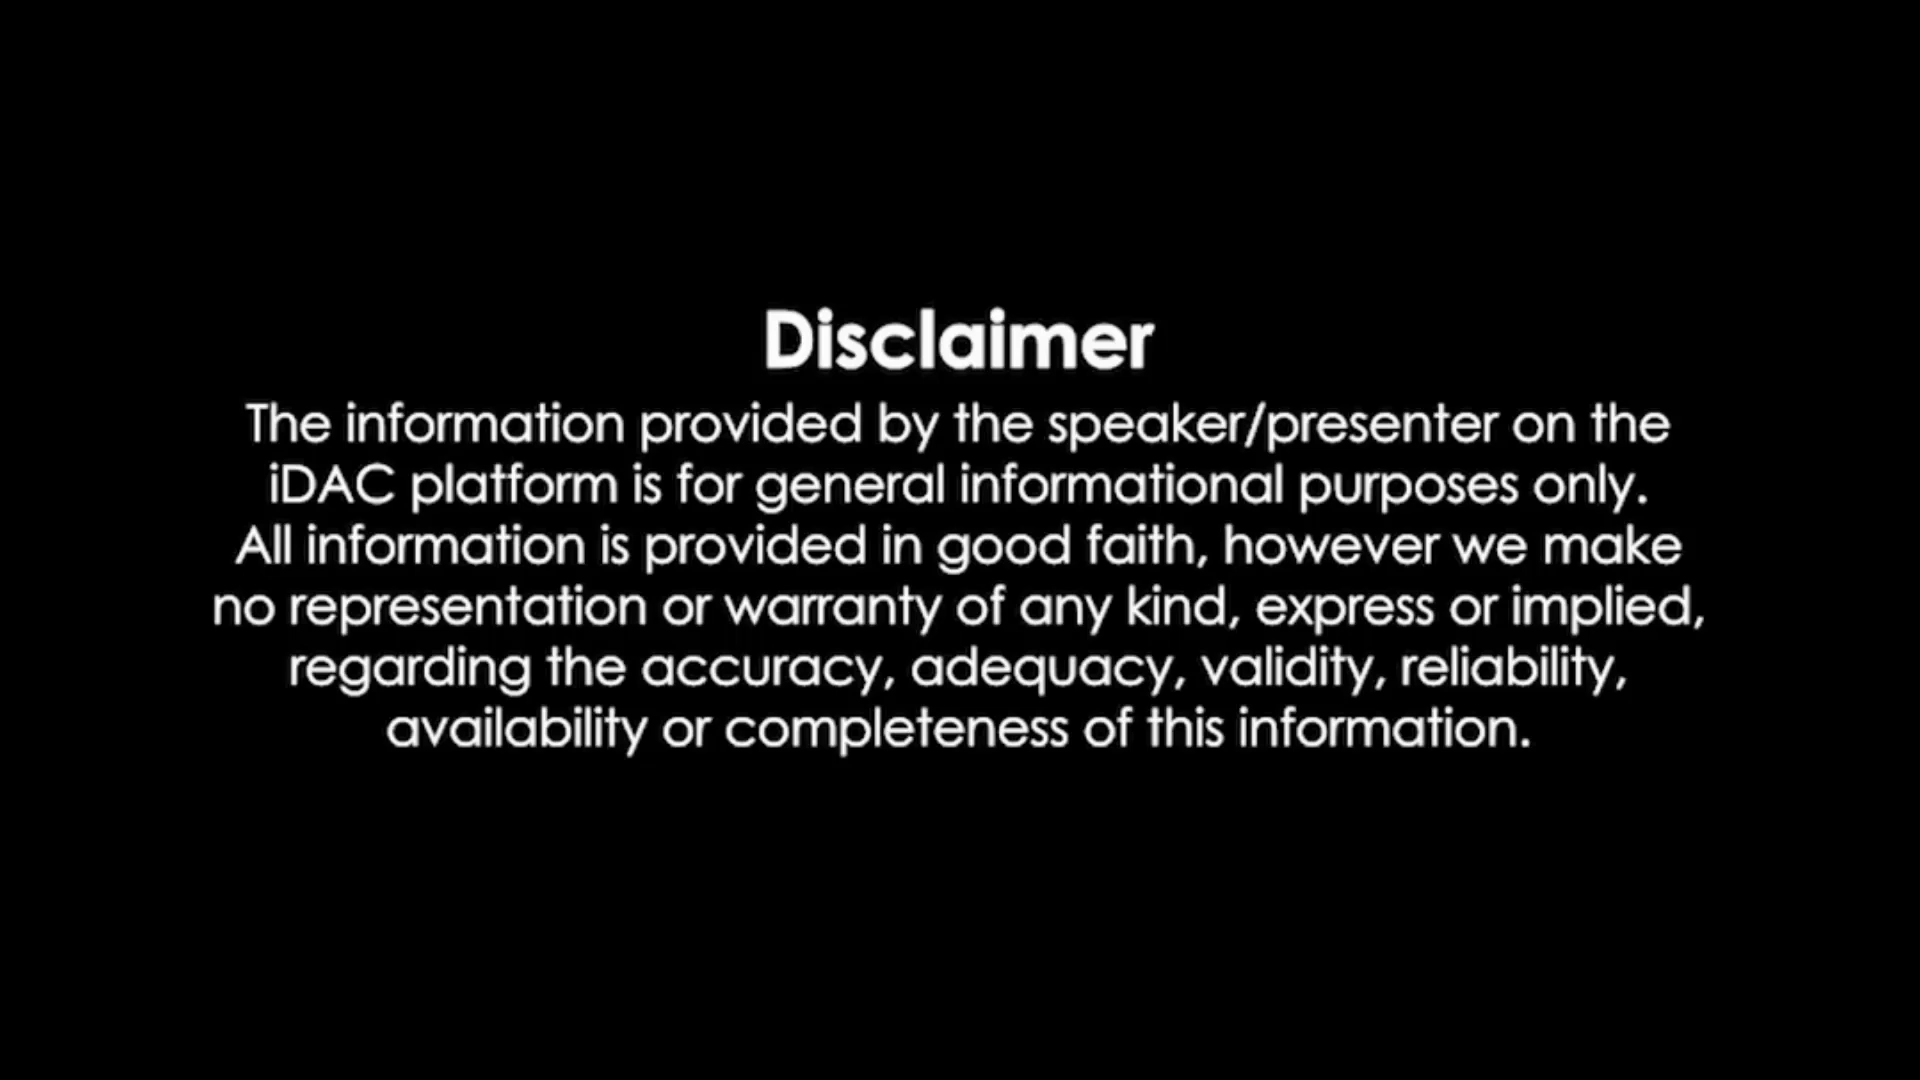 Disclaimer
The information provided by the speaker/presenter on the
iDAC platform is for general informational purposes only.
All information is provided in good faith, however we make
no representation or warranty of any kind, express or implied,
regarding the accuracy, adequacy, validity, reliability,
availability or completeness of this information.